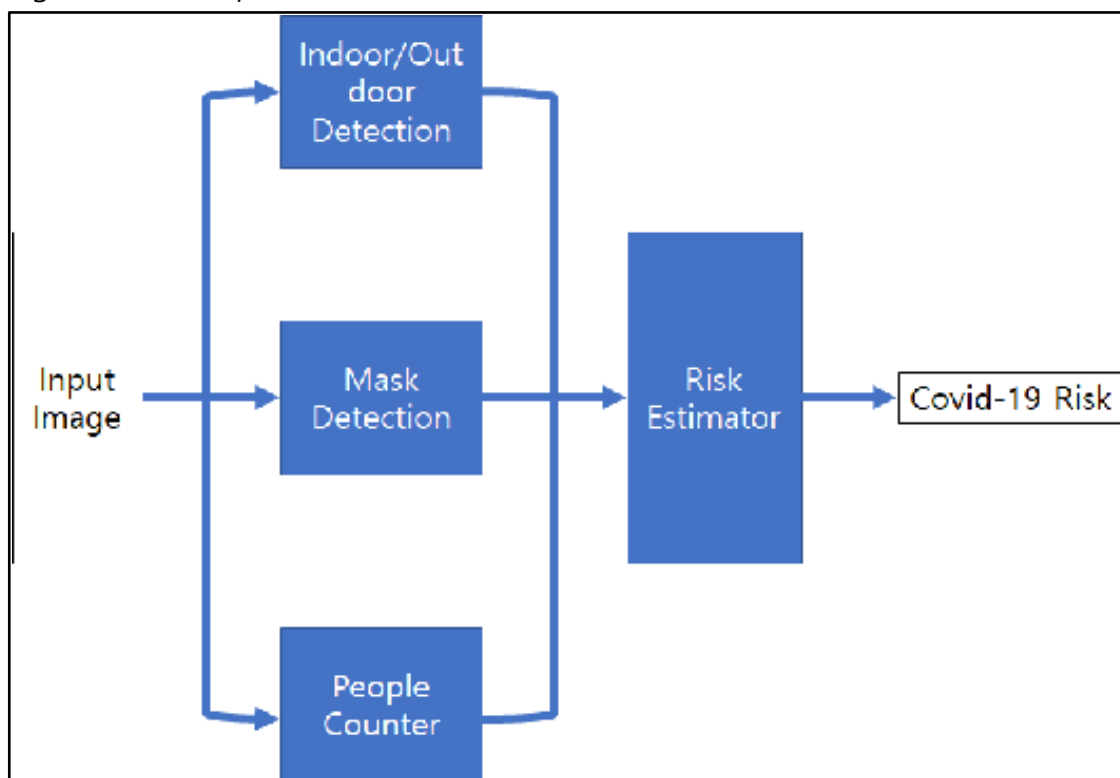 Indoor/Out
door
Detection
Input
Image
Mask
Detection
Risk
Estimator
Covid-19 Risk
People
Counter